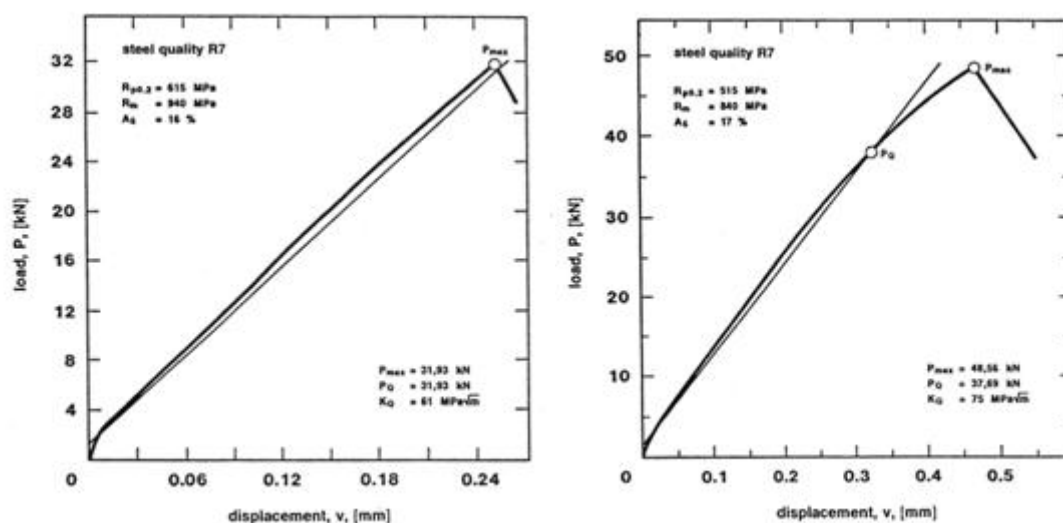 steel quality R7
Pmax
Rp0,2 = 615 MPa
Rm = 940 MPa
A5 = 16 %
32
28
24
20
16
12
8
4
0
load, P, [kN]
Pmax = 31,93 kN
PQ = 31,93 kN
KQ = 61 MPa√m
0.06
0.12
0.18
0.24
displacement, v, [mm]
steel quality R7
Rp0,2 = 515 MPa
Rm = 840 MPa
A5 = 17 %
Pmax
PQ
50
40
30
20
10
0
load, P, [kN]
Pmax = 48,56 kN
PQ = 37,69 kN
KQ = 75 MPa√m
0.1
0.2
0.3
0.4
0.5
displacement, v, [mm]